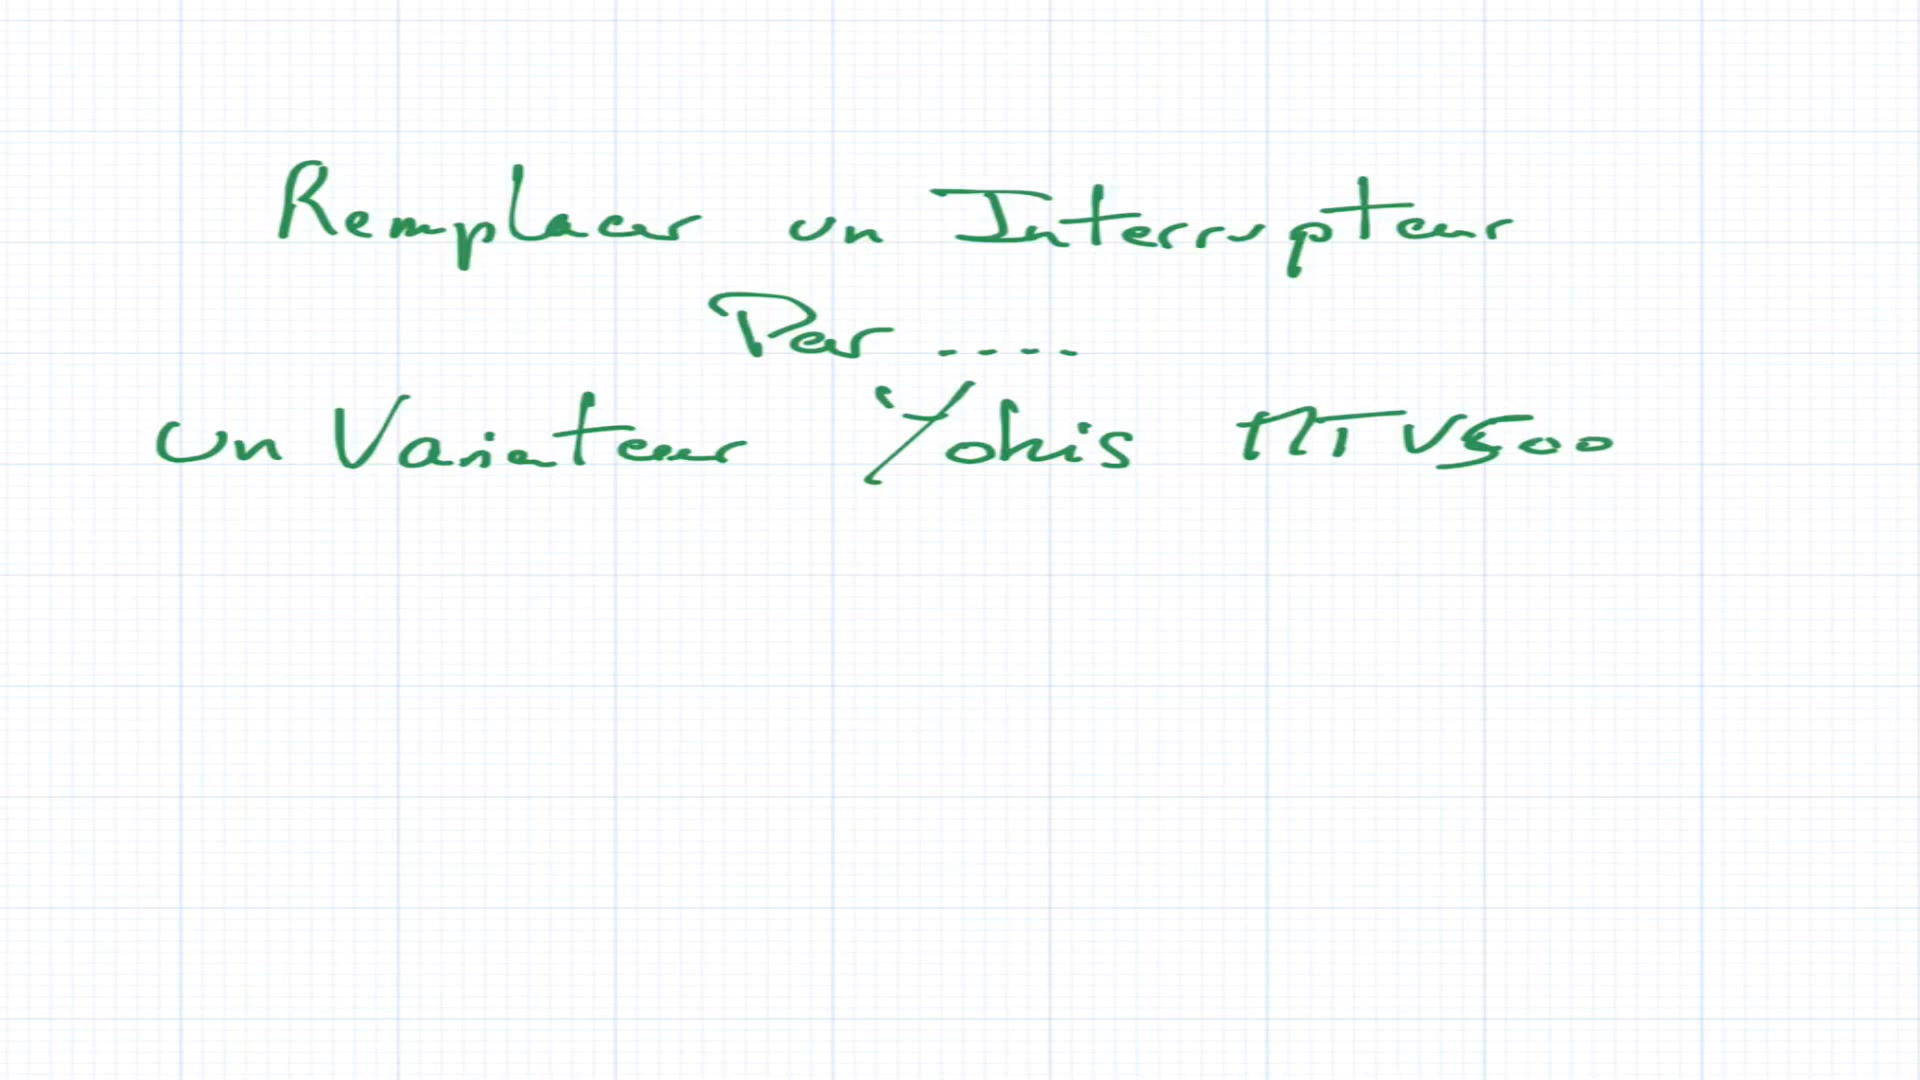 Remplacer un Interrupteur
Par ....
un Variateur Yokis MTV500